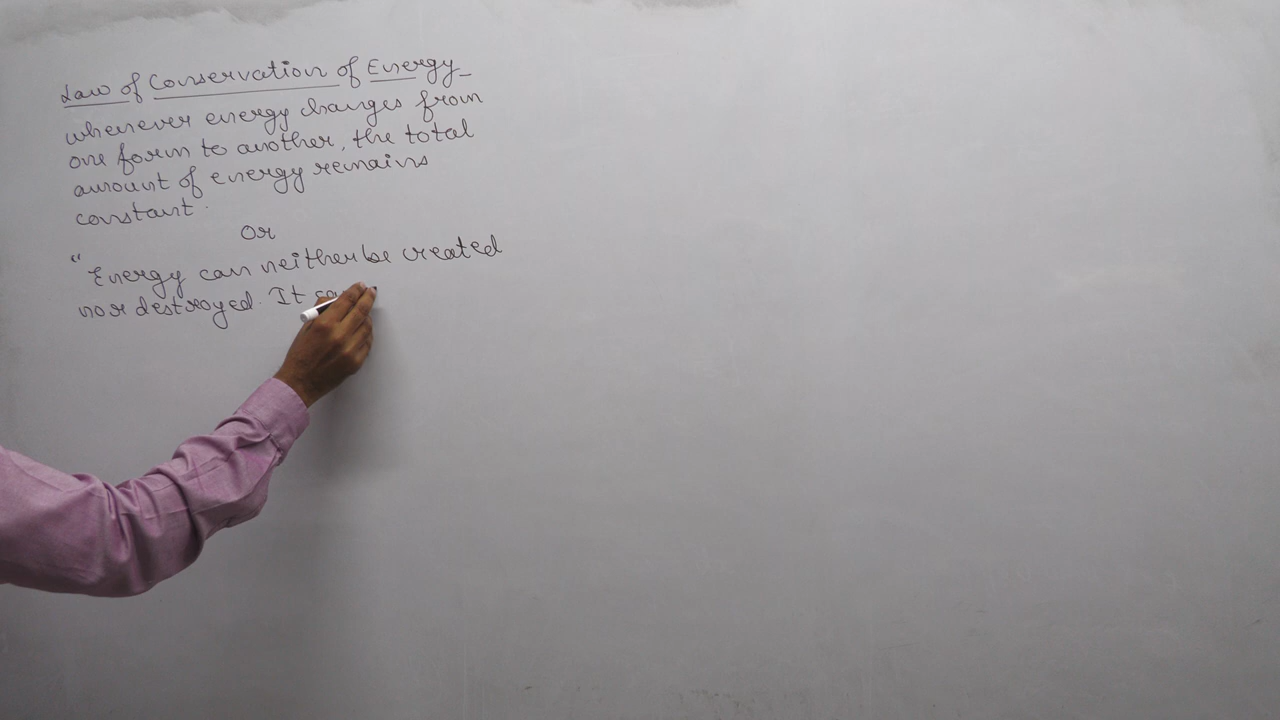 Law of Conservation of Energy-
whenever energy changes from
one form to another, the total
amount of energy remains
constant.
Or
"Energy can neither be created
nor destroyed. It